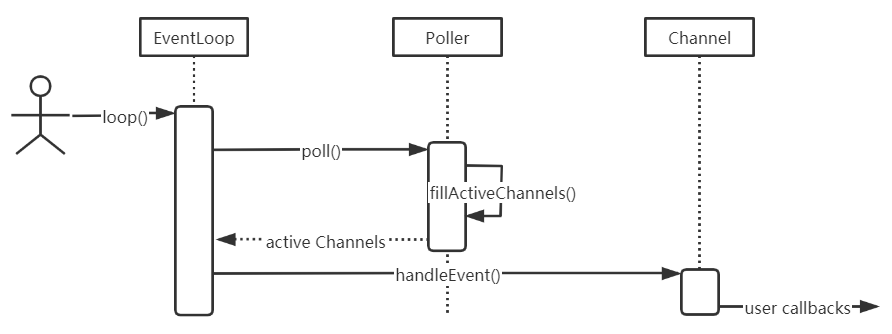 EventLoop
Poller
Channel
loop()
poll()
fillActiveChannels()
active Channels
handleEvent()
user callbacks